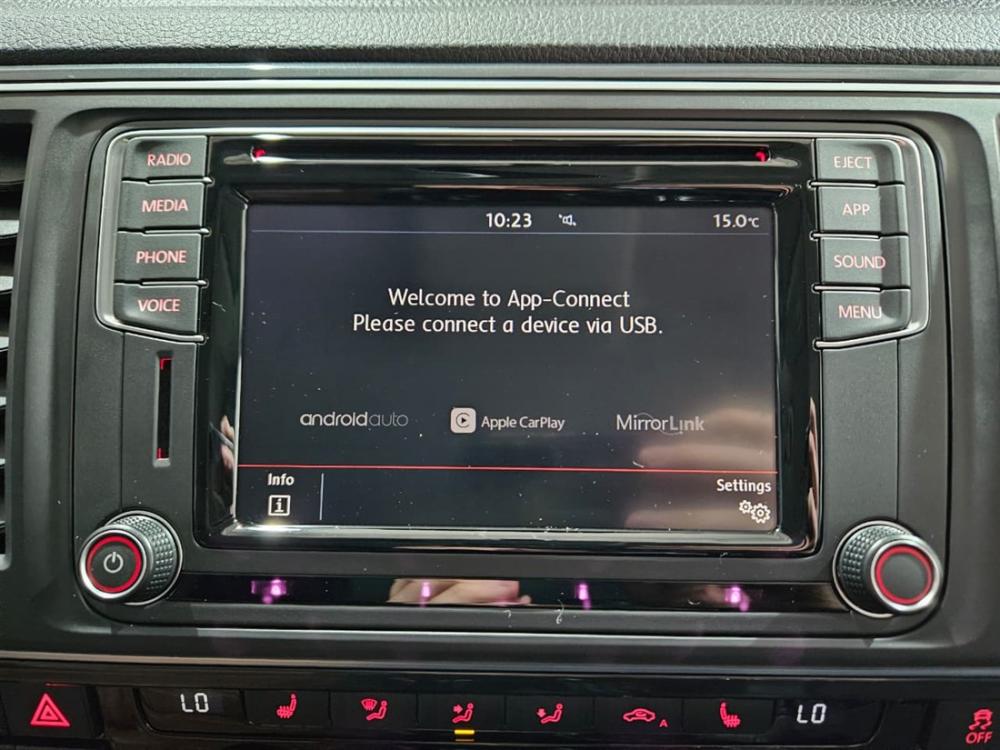 RADIO
MEDIA
PHONE
VOICE
EJECT
APP
SOUND
MENU
10:23
15.0°C
Welcome to App-Connect
Please connect a device via USB.
androidauto
Apple CarPlay
MirrorLink
Info
i
Settings
LO
A
LO
OFF